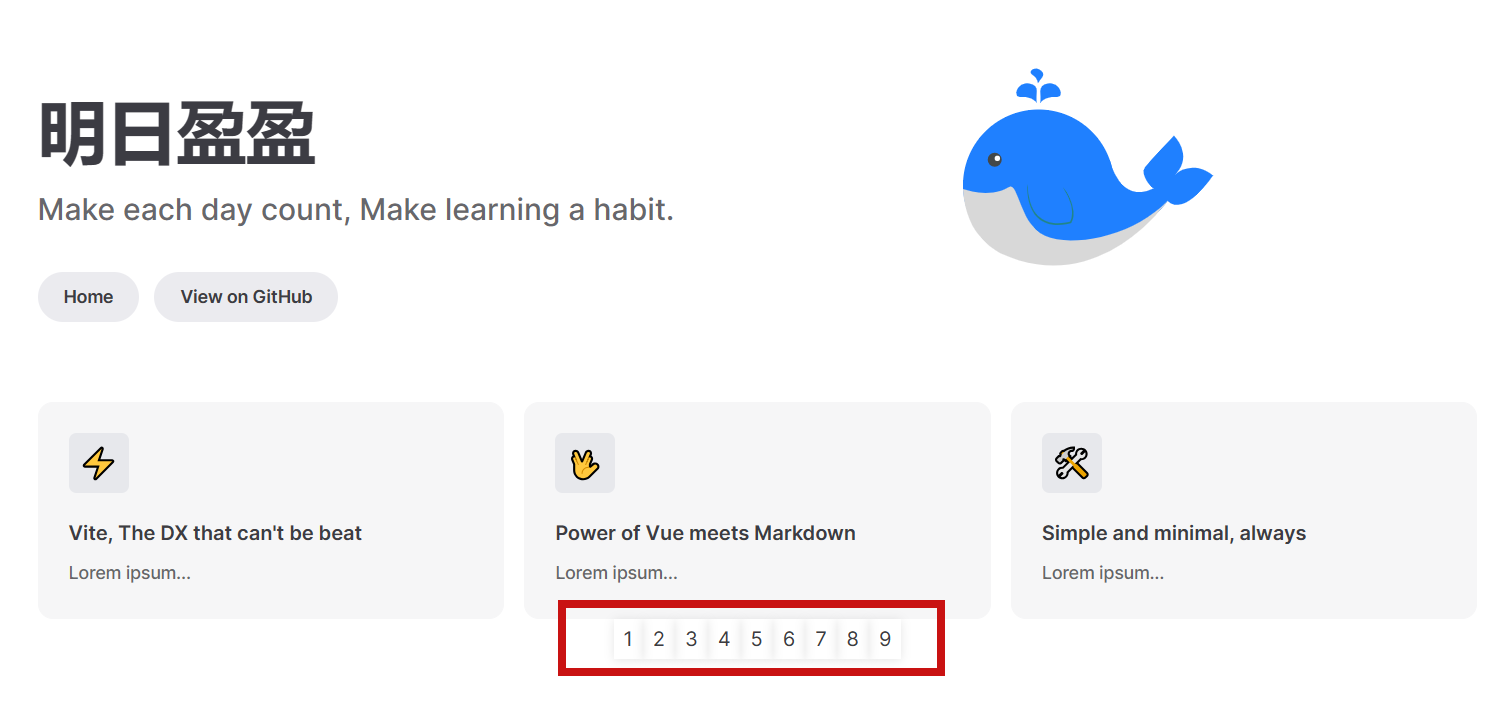 明日盈盈
Make each day count, Make learning a habit.
Home
View on GitHub
Vite, The DX that can't be beat
Lorem ipsum...
Power of Vue meets Markdown
Lorem ipsum...
Simple and minimal, always
Lorem ipsum...
1 2 3 4 5 6 7 8 9